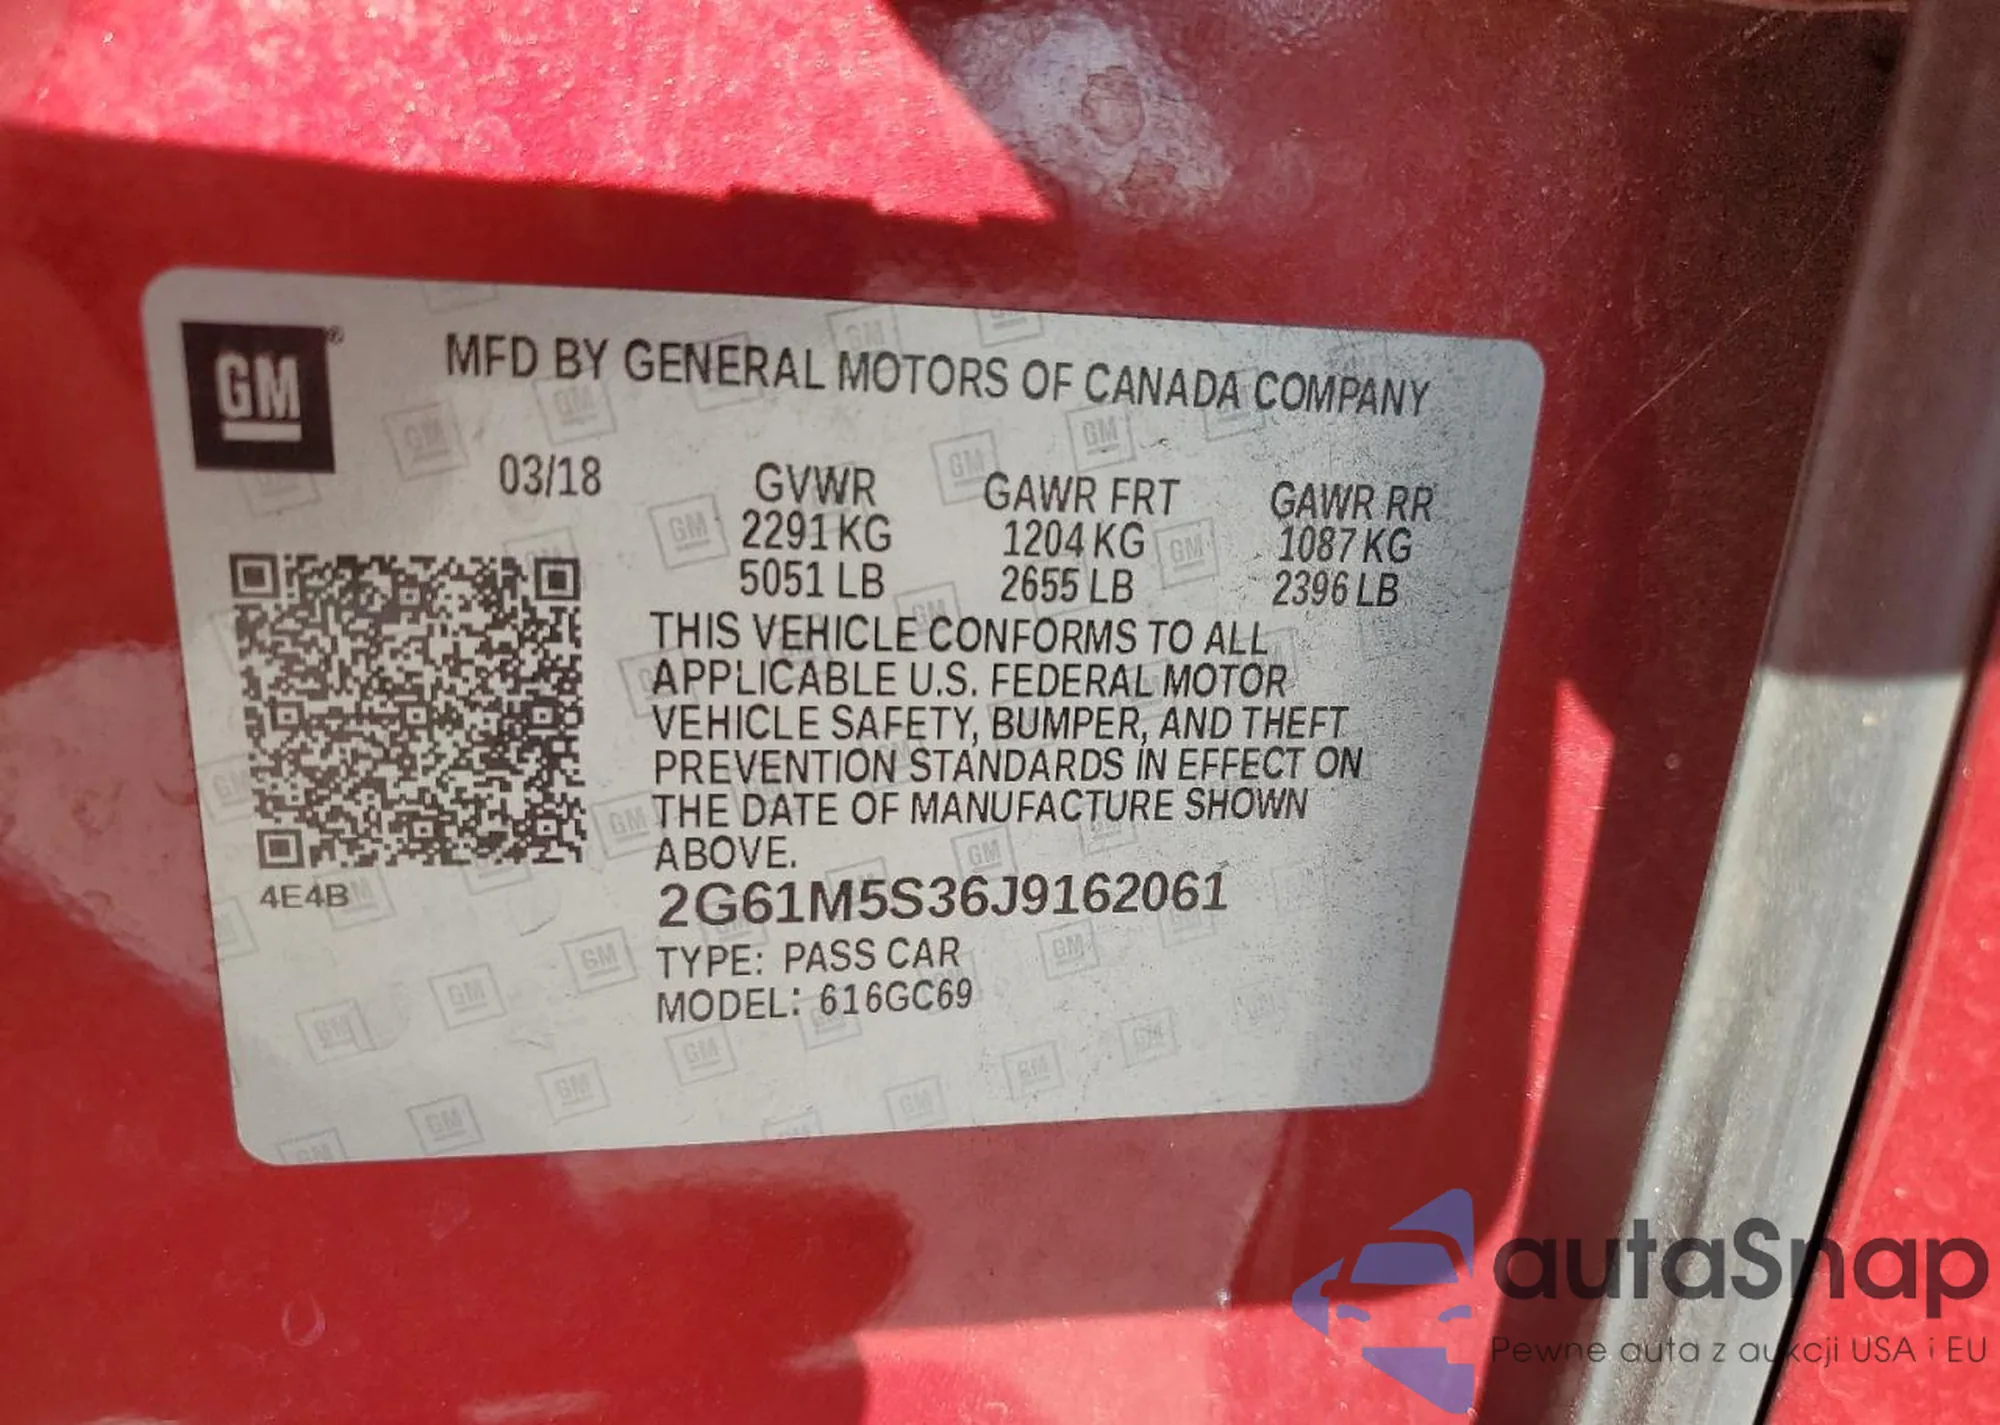 GM
MFD BY GENERAL MOTORS OF CANADA COMPANY
03/18
GVWR GAWR FRT GAWR RR
2291 KG 1204 KG 1087 KG
5051 LB 2655 LB 2396 LB
THIS VEHICLE CONFORMS TO ALL
APPLICABLE U.S. FEDERAL MOTOR
VEHICLE SAFETY, BUMPER, AND THEFT
PREVENTION STANDARDS IN EFFECT ON
THE DATE OF MANUFACTURE SHOWN
ABOVE.
4E4B
2G61M5S36J9162061
TYPE: PASS CAR
MODEL: 616GC69
autaSnap
Pewne auta z aukcji USA i EU